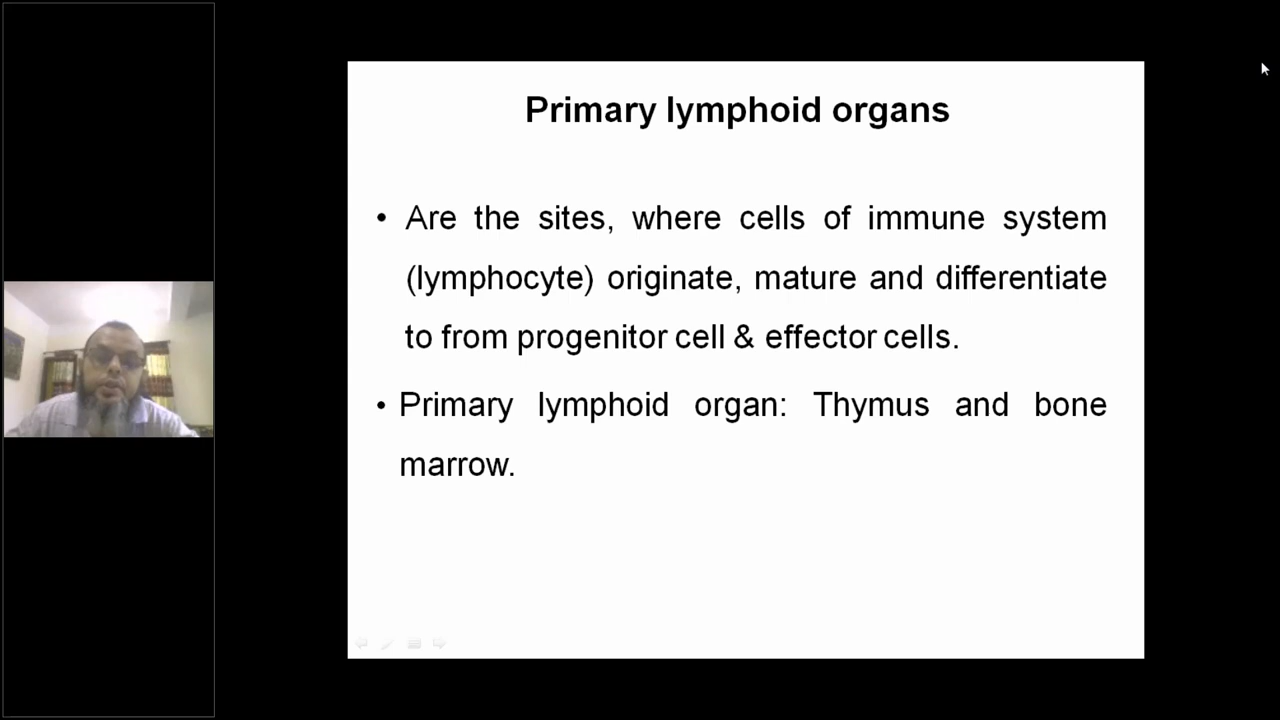 Primary lymphoid organs
• Are the sites, where cells of immune system
(lymphocyte) originate, mature and differentiate
to from progenitor cell & effector cells.
• Primary lymphoid organ: Thymus and bone
marrow.